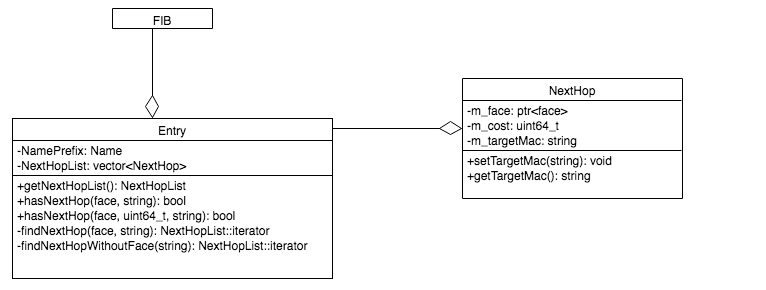 FIB
Entry
-NamePrefix: Name
-NextHopList: vector<NextHop>
+getNextHopList(): NextHopList
+hasNextHop(face, string): bool
+hasNextHop(face, uint64_t, string): bool
-findNextHop(face, string): NextHopList::iterator
-findNextHopWithoutFace(string): NextHopList::iterator
NextHop
-m_face: ptr<face>
-m_cost: uint64_t
-m_targetMac: string
+setTargetMac(string): void
+getTargetMac(): string